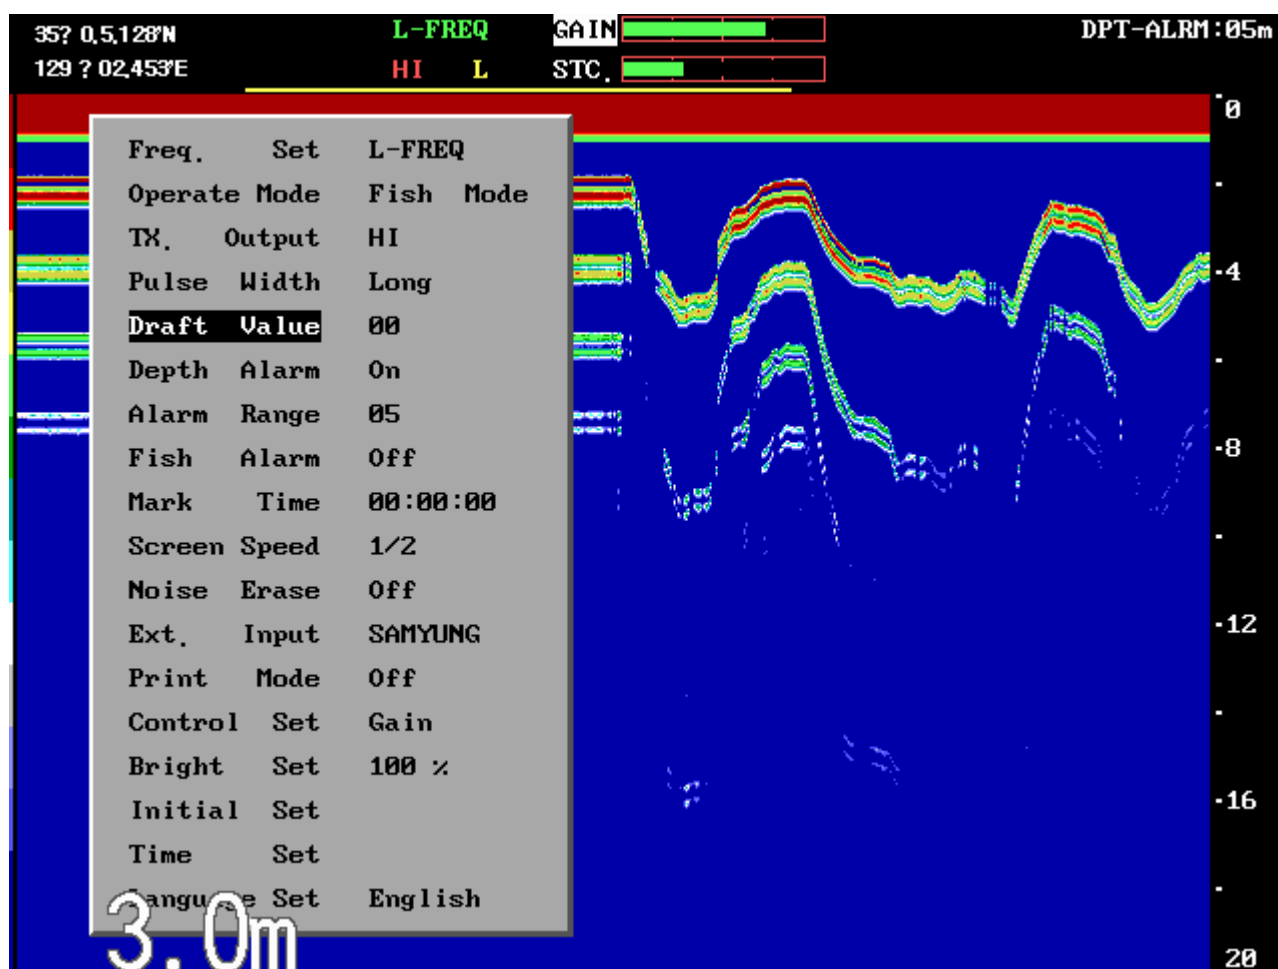 35? 0,5,128'N L-FREQ GAIN DPT-ALRM:05m
129 ? 02,453'E HI L STC.
0
Freq. Set L-FREQ
Operate Mode Fish Mode
TX. Output HI
-4
Pulse Width Long
Draft Value 00
Depth Alarm On
Alarm Range 05
-8
Fish Alarm Off
Mark Time 00:00:00
Screen Speed 1/2
Noise Erase Off
-12
Ext. Input SAMYUNG
Print Mode Off
Control Set Gain
Bright Set 100 %
-16
Initial Set
Time Set
Language Set English
3.0m
20